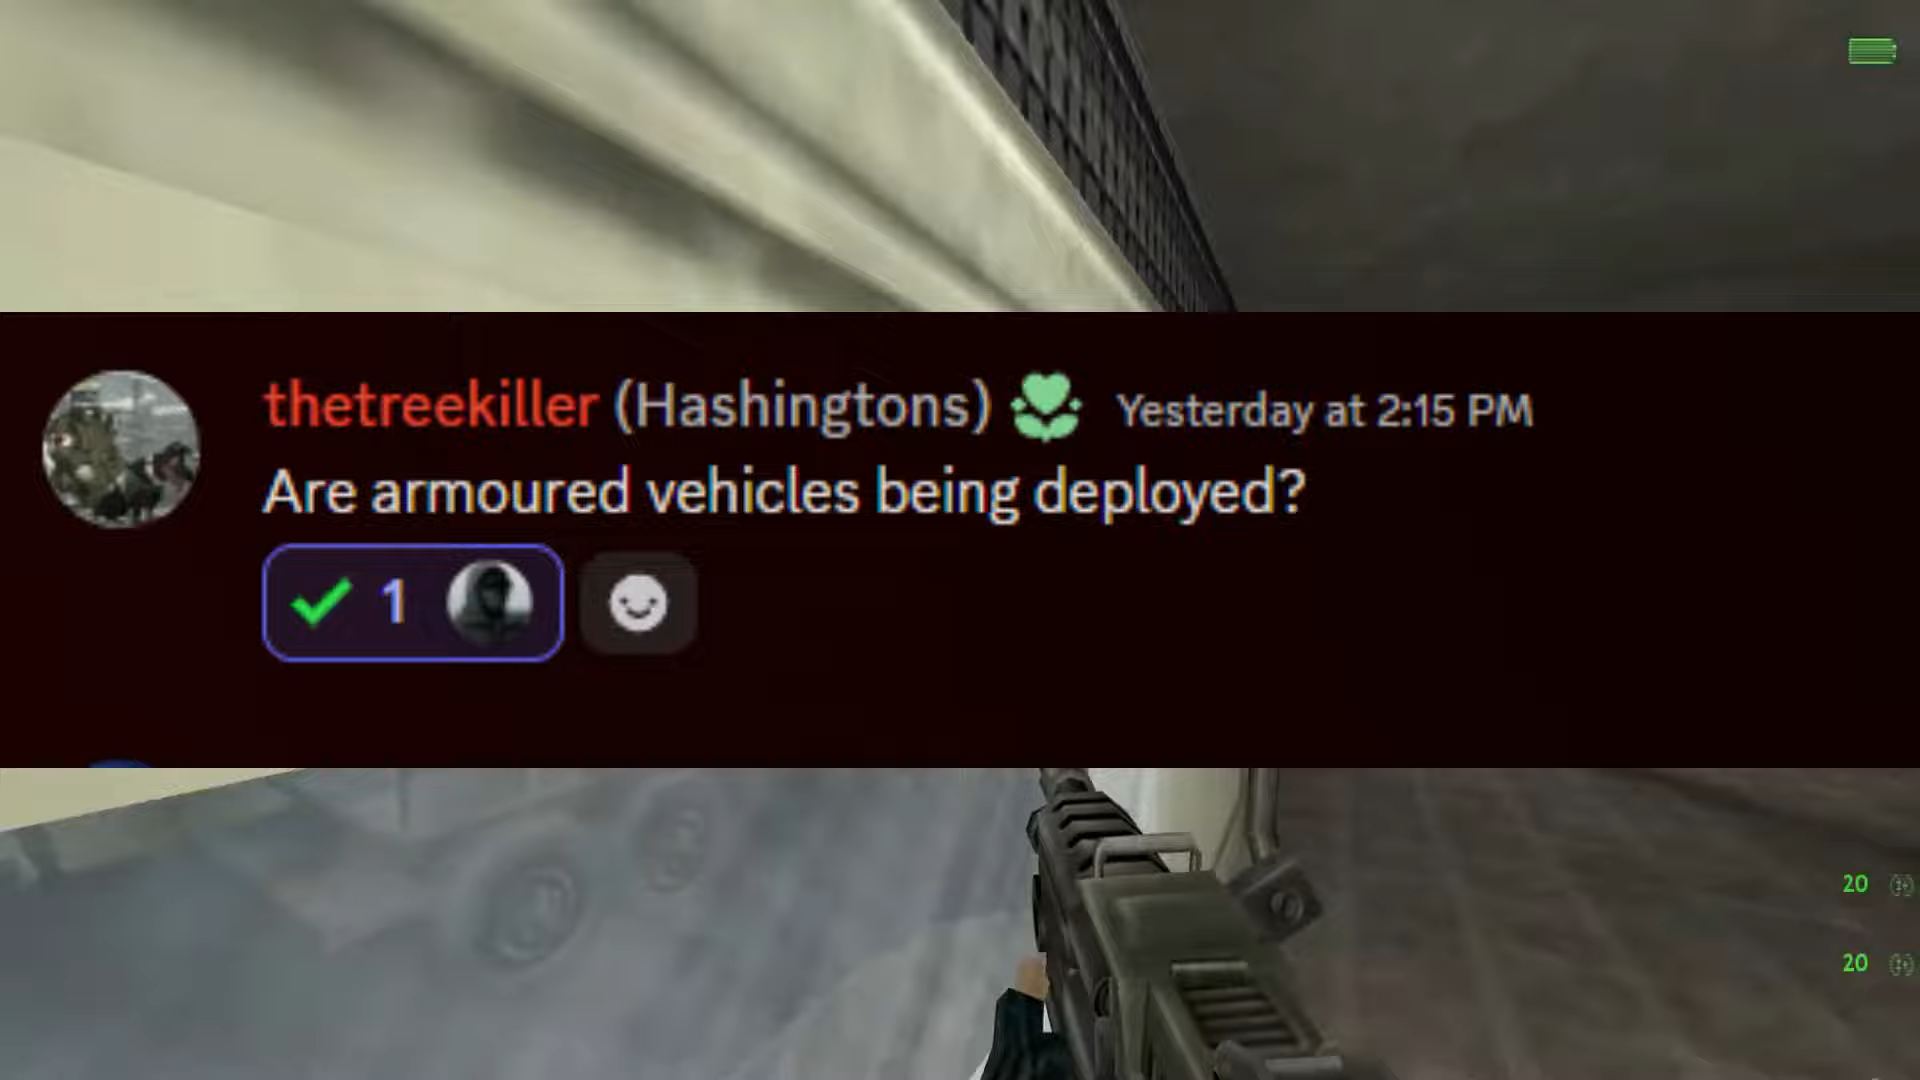 thetreekiller (Hashingtons) Yesterday at 2:15 PM
Are armoured vehicles being deployed?
1
20
20